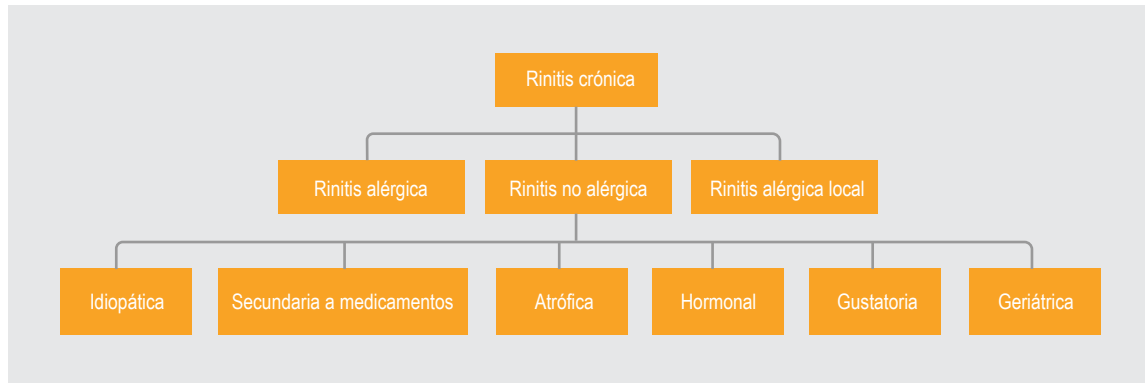 Rinitis crónica
Rinitis alérgica
Rinitis no alérgica
Rinitis alérgica local
Idiopática
Secundaria a medicamentos
Atrófica
Hormonal
Gustatoria
Geriátrica